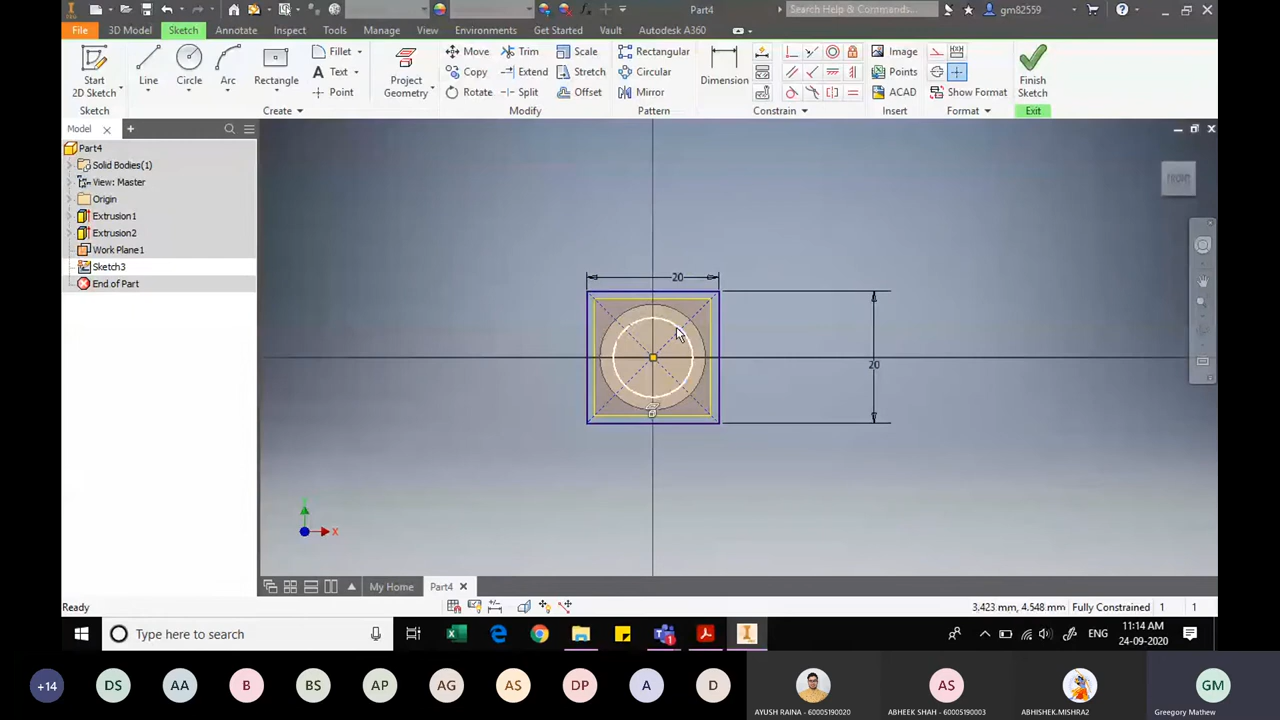 Part4
Search Help & Commands...
gm82559
File
3D Model
Sketch
Annotate
Inspect
Tools
Manage
View
Environments
Get Started
Vault
Autodesk A360
Start
2D Sketch
Line
Circle
Arc
Rectangle
Fillet
Text
Point
Project
Geometry
Move
Copy
Rotate
Trim
Extend
Split
Scale
Stretch
Offset
Rectangular
Circular
Mirror
Dimension
Image
Points
ACAD
Show Format
Finish
Sketch
Sketch
Create
Modify
Pattern
Constrain
Insert
Format
Exit
Model
Part4
Solid Bodies(1)
View: Master
Origin
Extrusion1
Extrusion2
Work Plane1
Sketch3
End of Part
FRONT
20
20
X
My Home
Part4
Ready
3,423 mm, 4.548 mm
Fully Constrained
1
1
Type here to search
ENG
11:14 AM
24-09-2020
+14
DS
AA
B
BS
AP
AG
AS
DP
A
D
AYUSH RAINA - 60005190020
AS
ABHEEK SHAH - 60005190003
ABHISHEK.MISHRA2
GM
Greegory Mathew